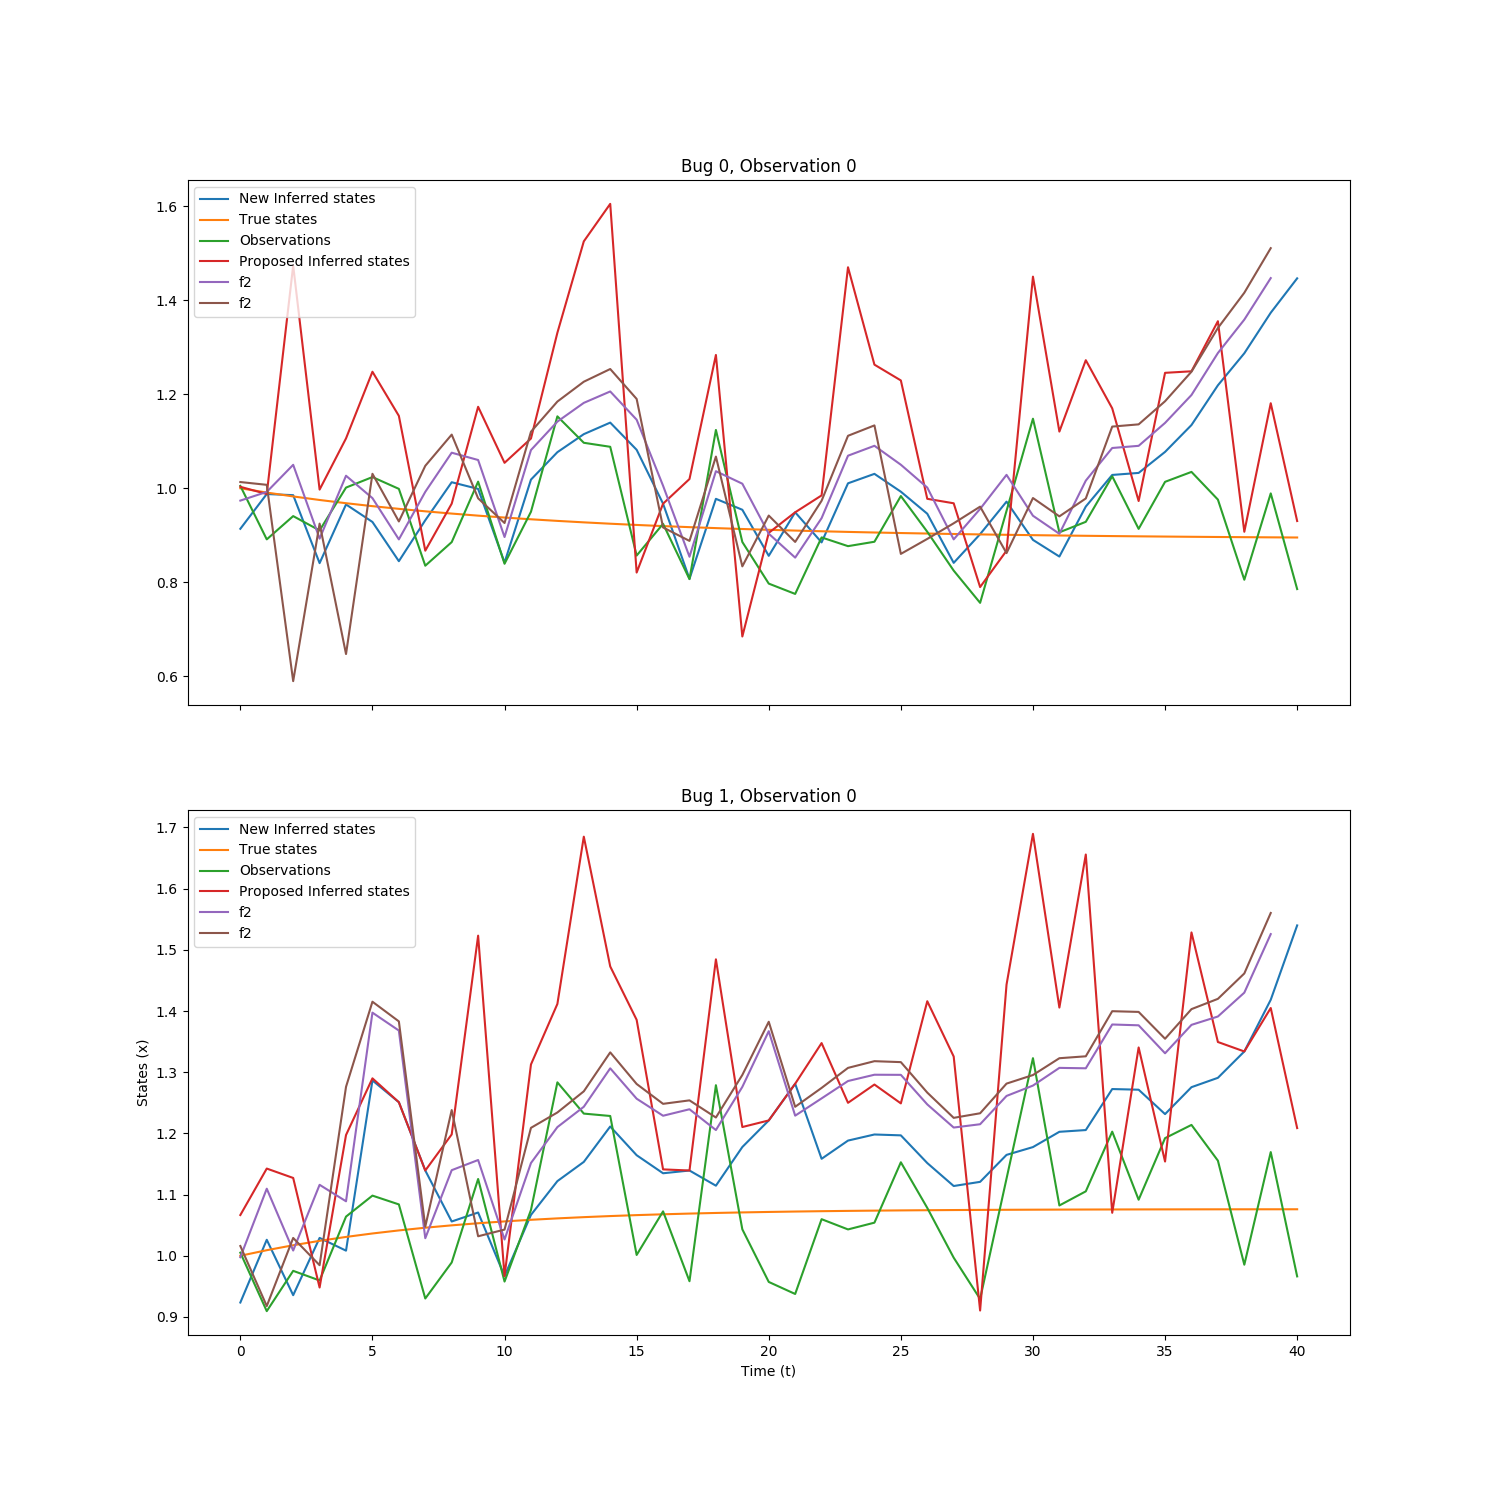 Bug 0, Observation 0
New Inferred states
True states
Observations
Proposed Inferred states
f2
f2
1.6
1.4
1.2
1.0
0.8
0.6
Bug 1, Observation 0
New Inferred states
True states
Observations
Proposed Inferred states
f2
f2
1.7
1.6
1.5
1.4
1.3
1.2
1.1
1.0
0.9
States (x)
0 5 10 15 20 25 30 35 40
Time (t)